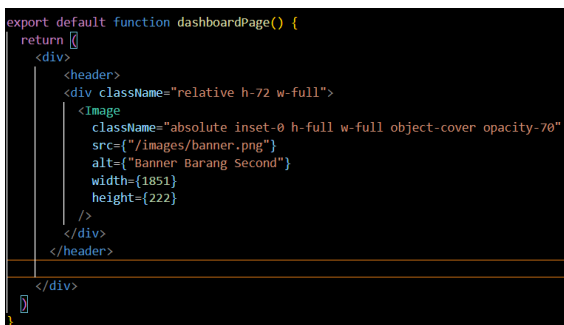 export default function dashboardPage() {
  return (
    <div>
        <header>
        <div className="relative h-72 w-full">
          <Image
            className="absolute inset-0 h-full w-full object-cover opacity-70"
            src={"/images/banner.png"}
            alt={"Banner Barang Second"}
            width={1851}
            height={222}
          />
        </div>
      </header>

    </div>
  )
}